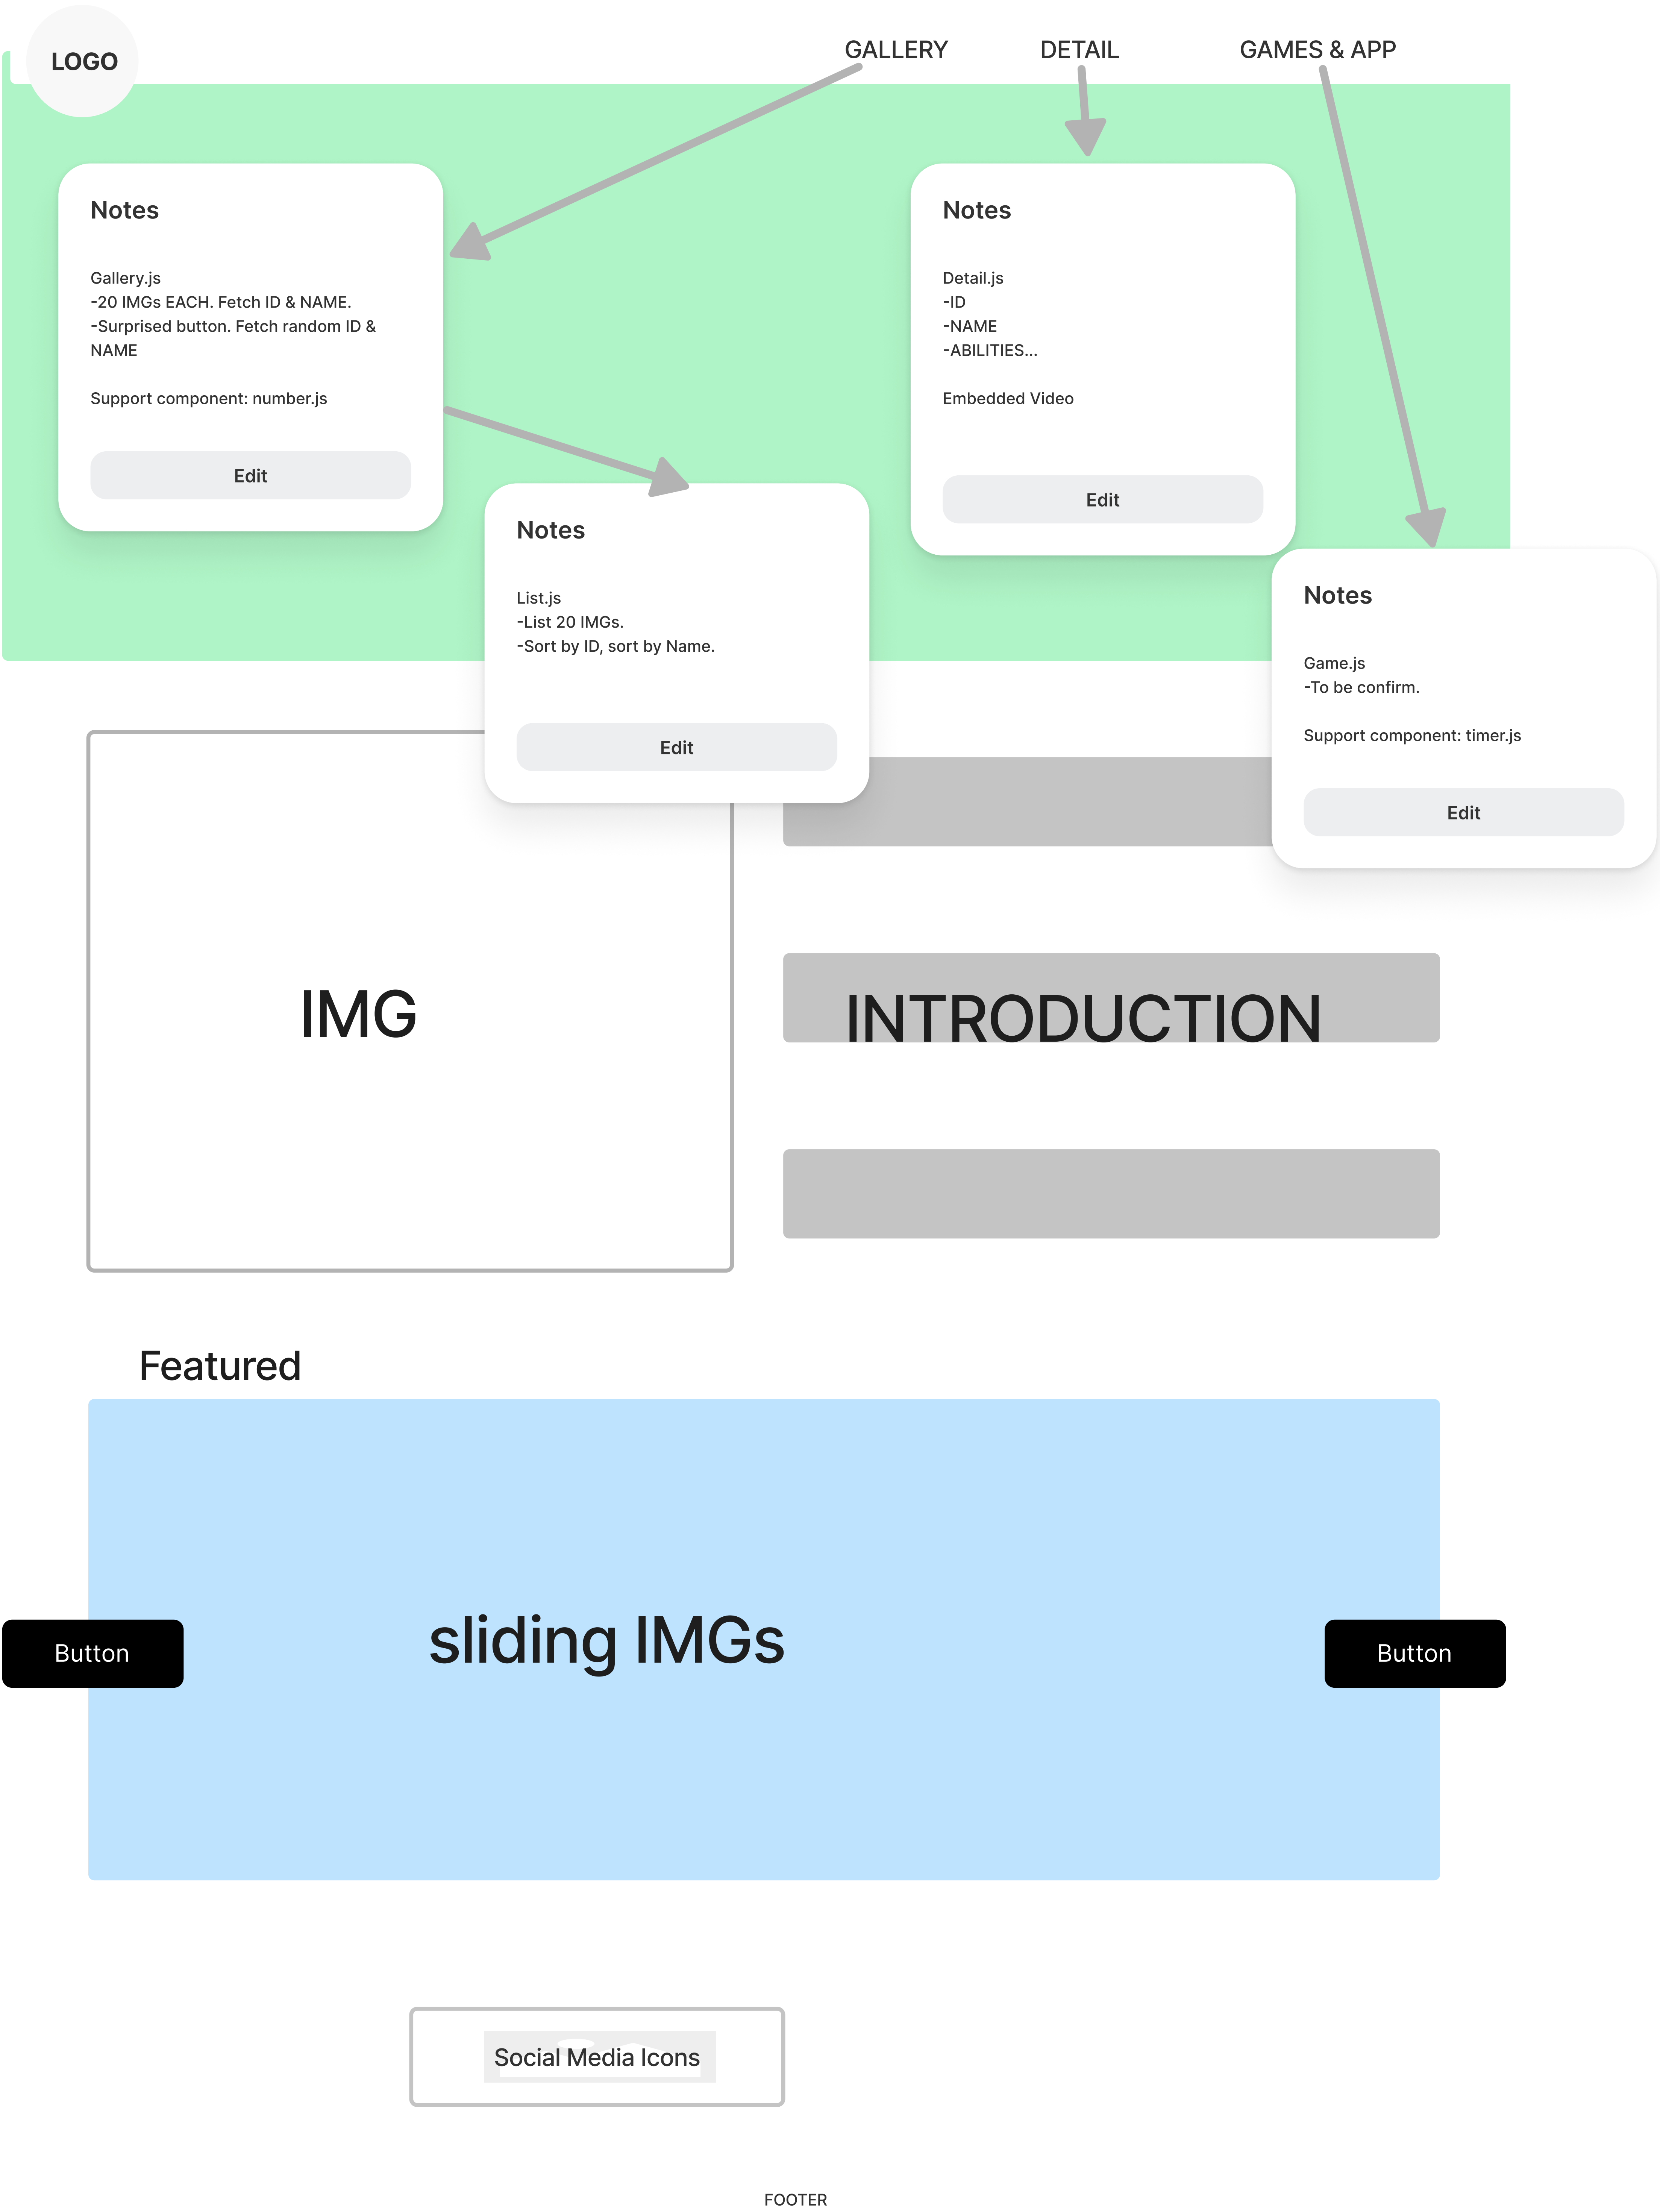 LOGO
GALLERY
DETAIL
GAMES & APP
Notes
Gallery.js
-20 IMGs EACH. Fetch ID & NAME.
-Surprised button. Fetch random ID &
NAME
Support component: number.js
Edit
Notes
Detail.js
-ID
-NAME
-ABILITIES...
Embedded Video
Edit
Notes
List.js
-List 20 IMGs.
-Sort by ID, sort by Name.
Edit
Notes
Game.js
-To be confirm.
Support component: timer.js
Edit
IMG
INTRODUCTION
Featured
sliding IMGs
Button
Button
Social Media Icons
FOOTER